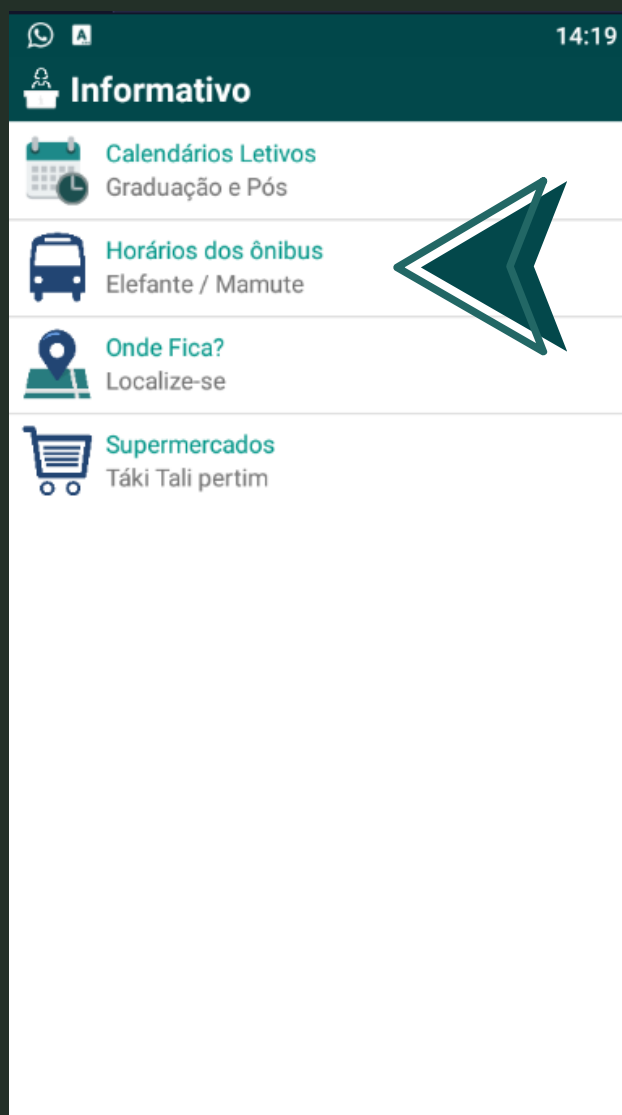 14:19
Informativo
Calendários Letivos
Graduação e Pós
Horários dos ônibus
Elefante / Mamute
Onde Fica?
Localize-se
Supermercados
Táki Tali pertim